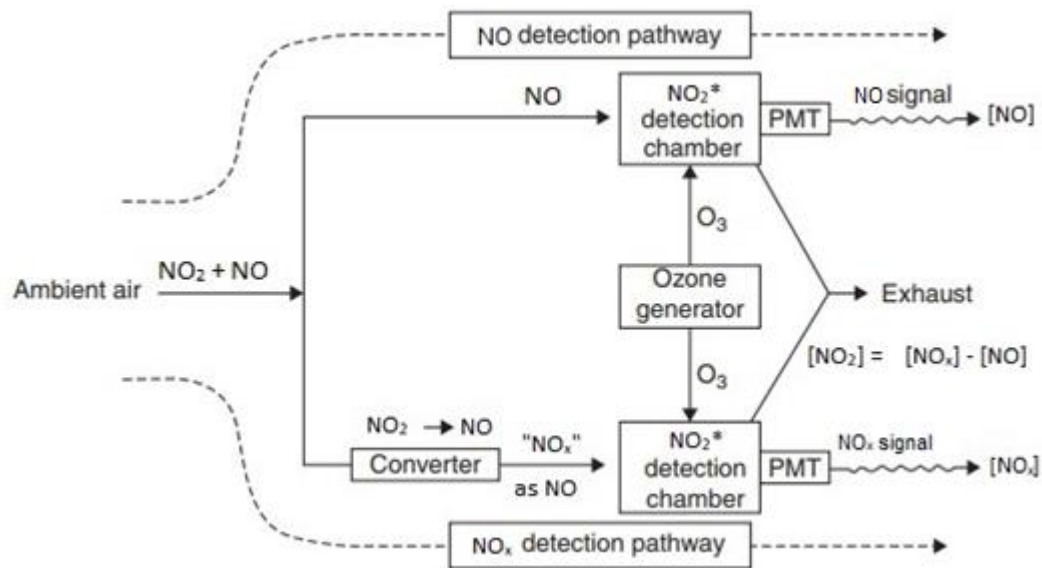 NO detection pathway
NO
NO₂*
detection
chamber
PMT
NO signal
[NO]
O₃
Ambient air
NO₂ + NO
Ozone
generator
Exhaust
[NO₂] = [NOₓ] - [NO]
O₃
NO₂ → NO
Converter
"NOₓ"
as NO
NO₂*
detection
chamber
PMT
NOₓ signal
[NOₓ]
NOₓ detection pathway